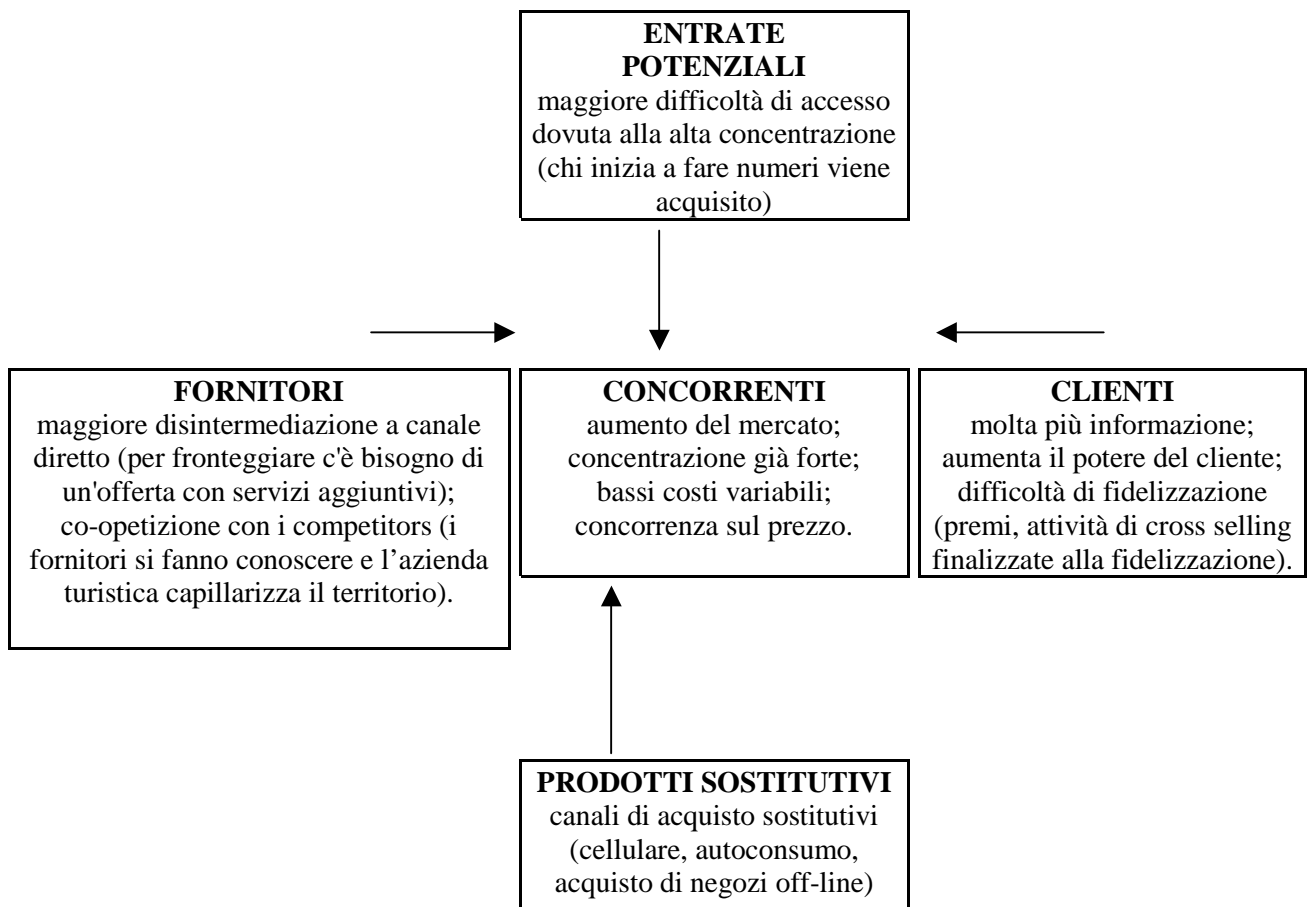 ENTRATE
POTENZIALI
maggiore difficoltà di accesso
dovuta alla alta concentrazione
(chi inizia a fare numeri viene
acquisito)
FORNITORI
maggiore disintermediazione a canale
diretto (per fronteggiare c'è bisogno di
un'offerta con servizi aggiuntivi);
co-opetizione con i competitors (i
fornitori si fanno conoscere e l’azienda
turistica capillarizza il territorio).
CONCORRENTI
aumento del mercato;
concentrazione già forte;
bassi costi variabili;
concorrenza sul prezzo.
CLIENTI
molta più informazione;
aumenta il potere del cliente;
difficoltà di fidelizzazione
(premi, attività di cross selling
finalizzate alla fidelizzazione).
PRODOTTI SOSTITUTIVI
canali di acquisto sostitutivi
(cellulare, autoconsumo,
acquisto di negozi off-line)